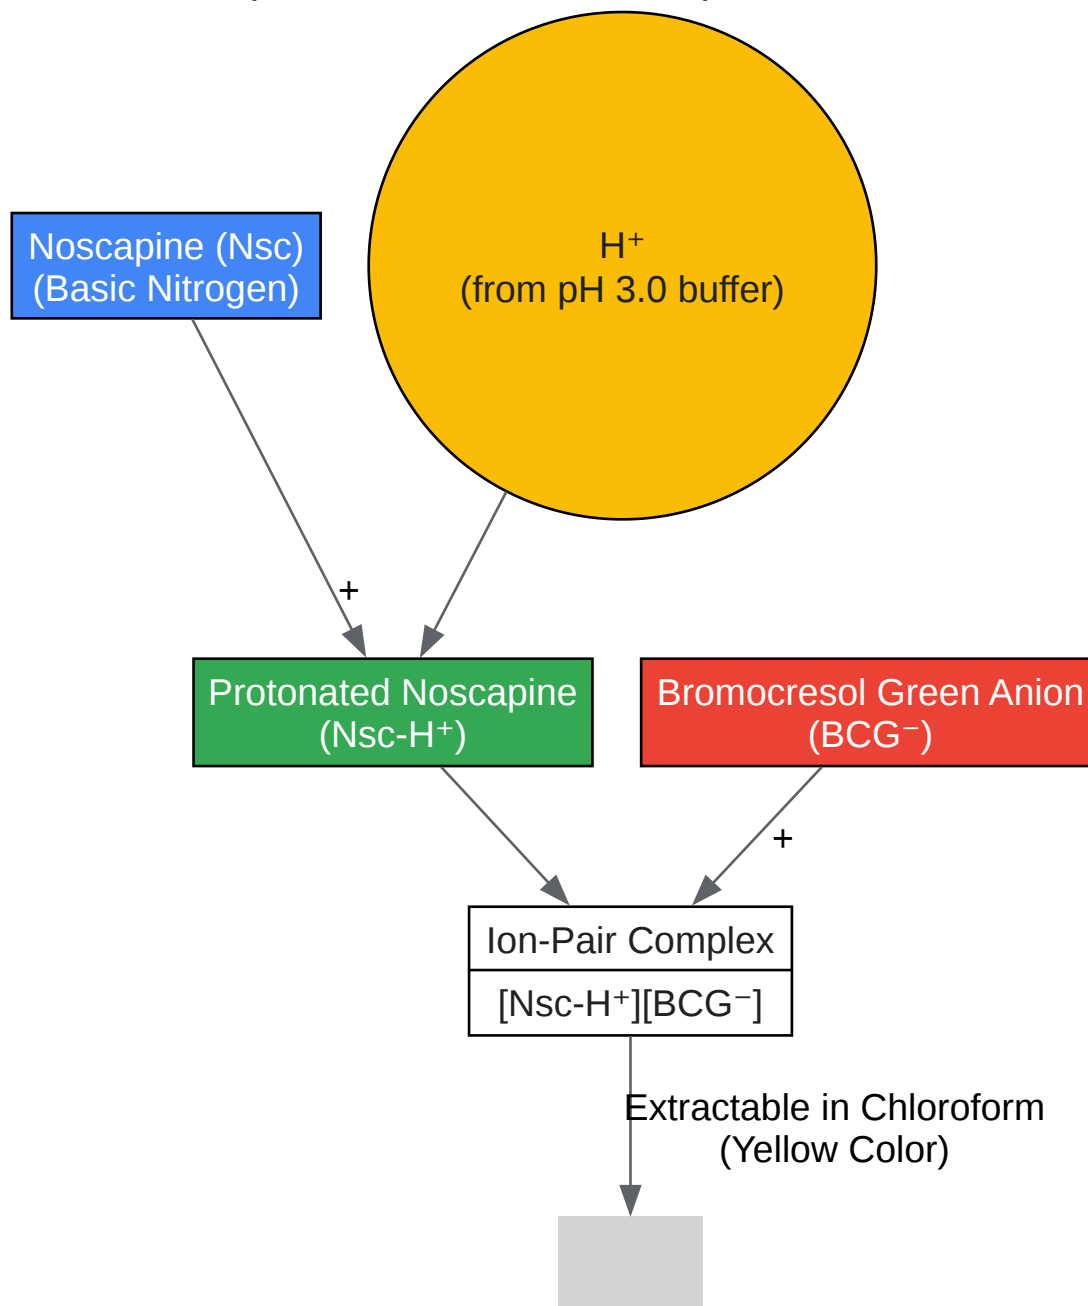 Noscapine (Nsc)
(Basic Nitrogen)
H⁺
(from pH 3.0 buffer)
+
Protonated Noscapine
(Nsc-H⁺)
Bromocresol Green Anion
(BCG⁻)
+
Ion-Pair Complex
[Nsc-H⁺][BCG⁻]
Extractable in Chloroform
(Yellow Color)